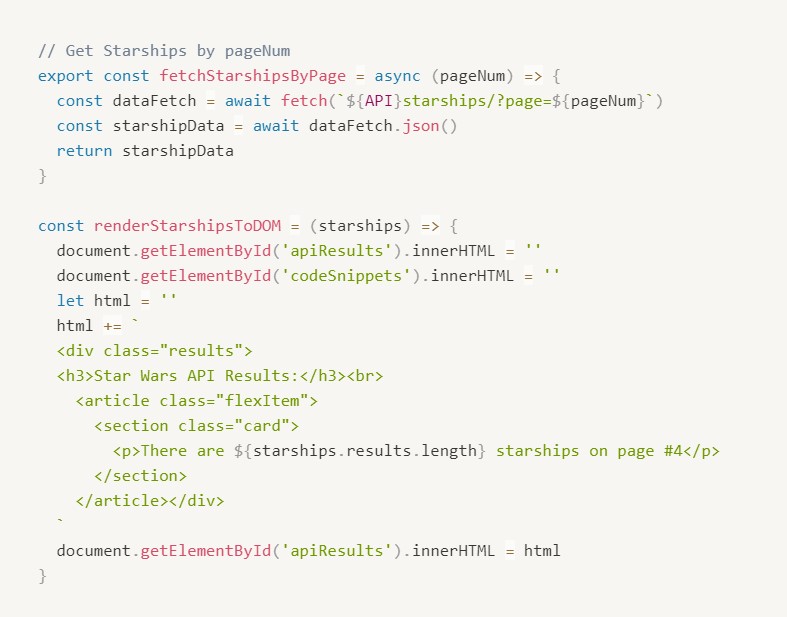 // Get Starships by pageNum
export const fetchStarshipsByPage = async (pageNum) => {
  const dataFetch = await fetch(`${API}starships/?page=${pageNum}`)
  const starshipData = await dataFetch.json()
  return starshipData
}

const renderStarshipsToDOM = (starships) => {
  document.getElementById('apiResults').innerHTML = ''
  document.getElementById('codeSnippets').innerHTML = ''
  let html = ''
  html += `
  <div class="results">
  <h3>Star Wars API Results:</h3><br>
    <article class="flexItem">
      <section class="card">
        <p>There are ${starships.results.length} starships on page #4</p>
      </section>
    </article></div>
  `
  document.getElementById('apiResults').innerHTML = html
}